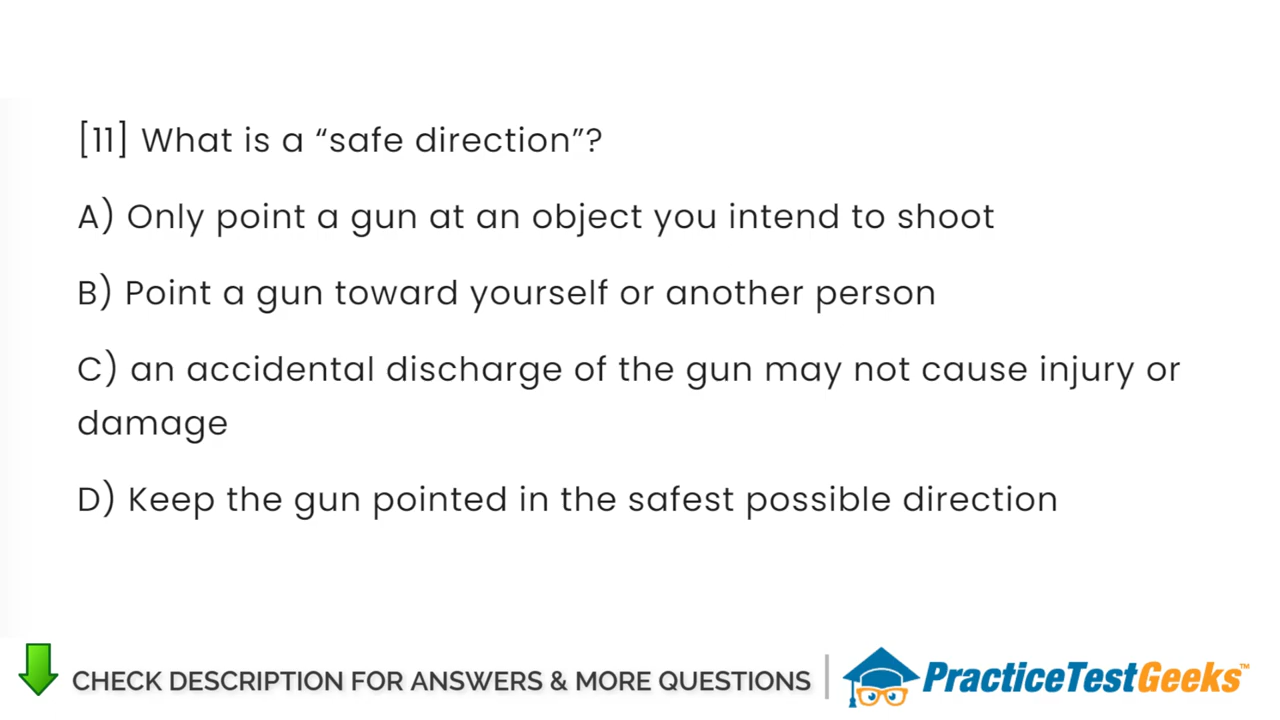 [11] What is a “safe direction”?
A) Only point a gun at an object you intend to shoot
B) Point a gun toward yourself or another person
C) an accidental discharge of the gun may not cause injury or
damage
D) Keep the gun pointed in the safest possible direction
CHECK DESCRIPTION FOR ANSWERS & MORE QUESTIONS
PracticeTestGeeks™